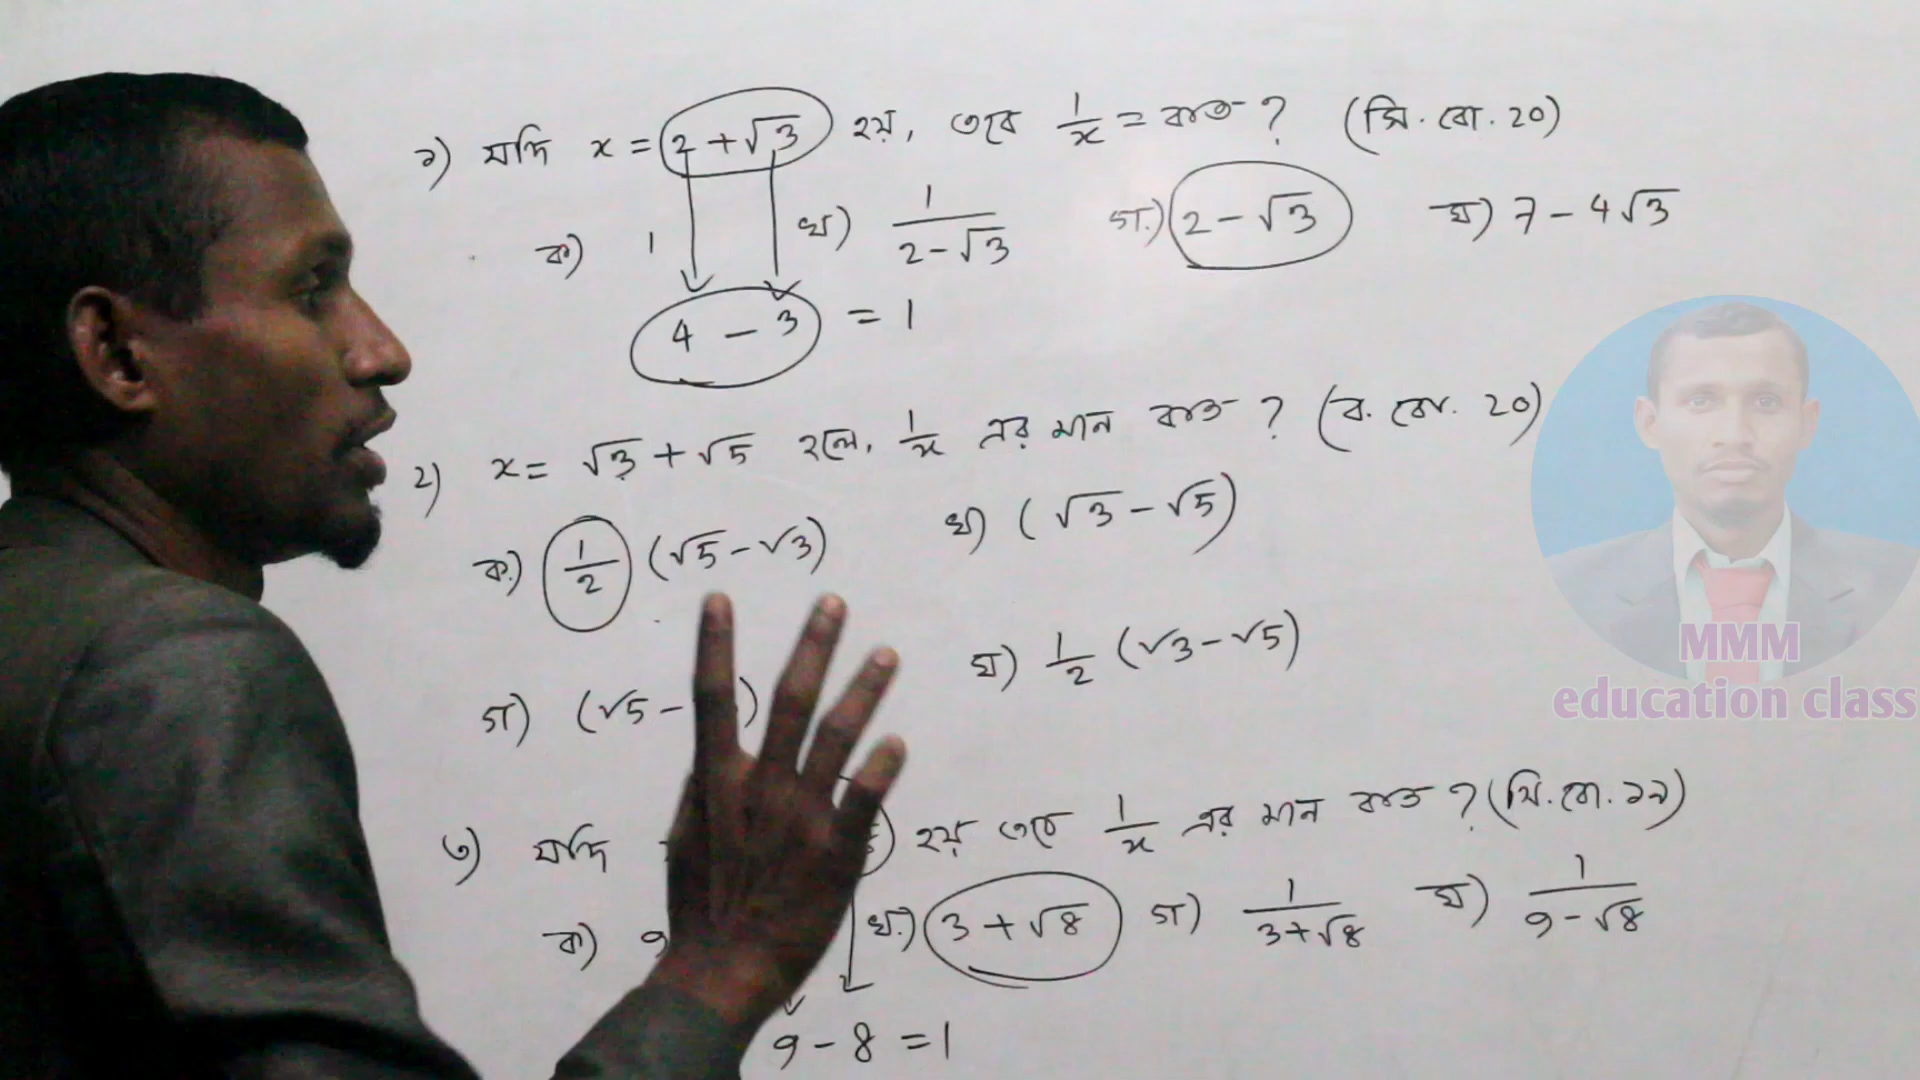 ১) যদি x = 2 + √3 হয়, তবে 1/x = কত ? (সি. বো. 20)
ক) 1 খ) 1/(2 - √3) গ.) 2 - √3 ঘ) 7 - 4√3
4 - 3 = 1
২) x = √3 + √5 হলে, 1/x এর মান কত ? (ব. বো. 20)
ক.) 1/2 (√5 - √3) খ) (√3 - √5)
গ) (√5 - ) ঘ) 1/2 (√3 - √5)
৩) যদি হয় তবে 1/x এর মান কত ? (সি. বো. ১৯)
ক) 9 খ.) 3 + √8 গ) 1/(3 + √8) ঘ) 1/(9 - √8)
9 - 8 = 1
MMM
education class